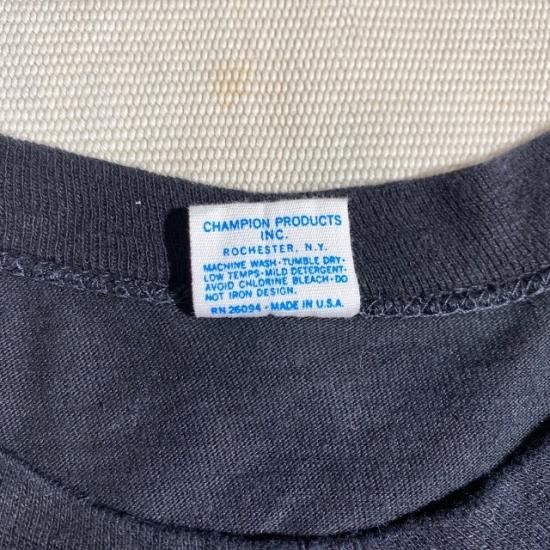 CHAMPION PRODUCTS
INC.
ROCHESTER, N.Y.
MACHINE WASH • TUMBLE DRY •
LOW TEMPS • MILD DETERGENT •
AVOID CHLORINE BLEACH • DO
NOT IRON DESIGN.
RN 26094 • MADE IN U.S.A.